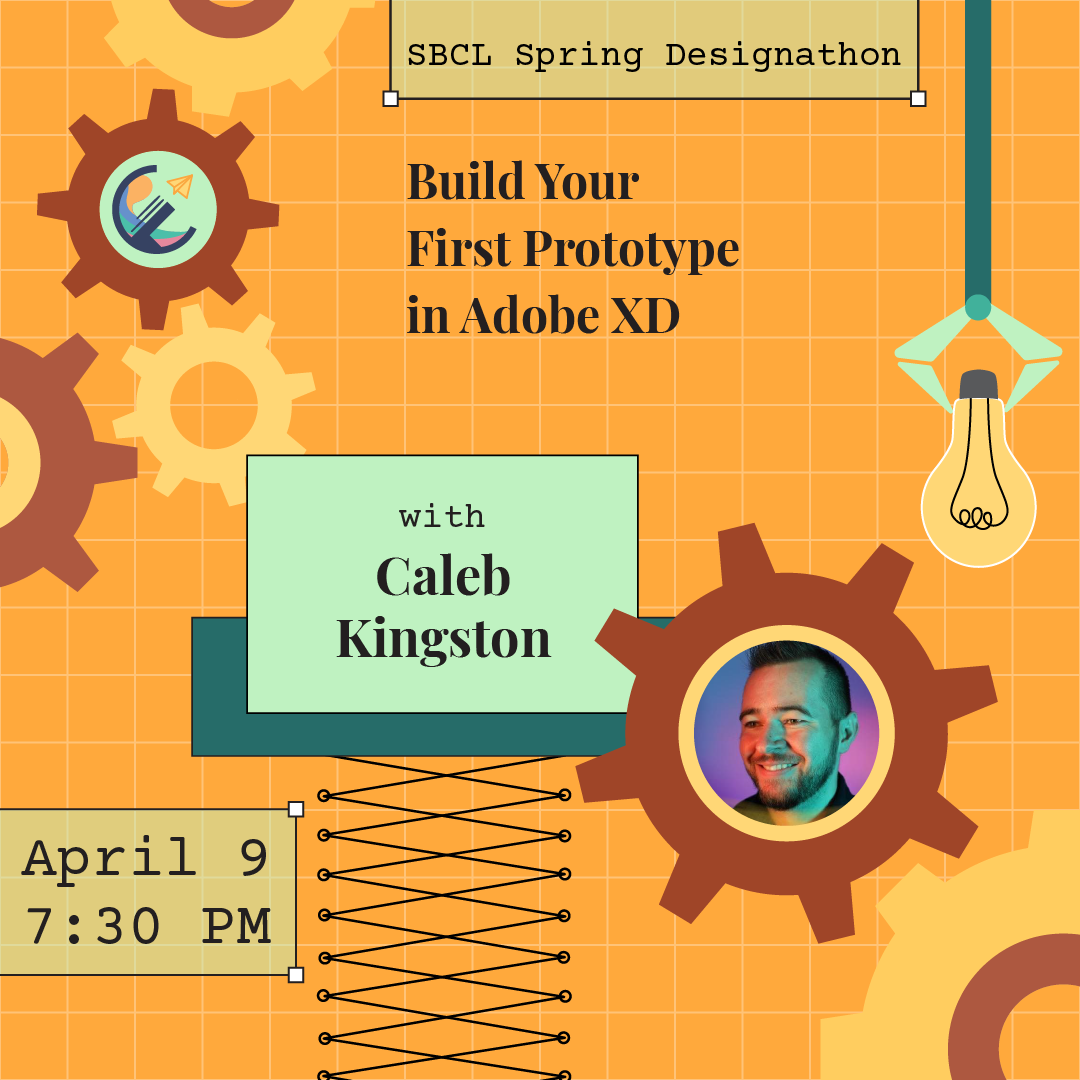 SBCL Spring Designathon
Build Your
First Prototype
in Adobe XD
with
Caleb
Kingston
April 9
7:30 PM